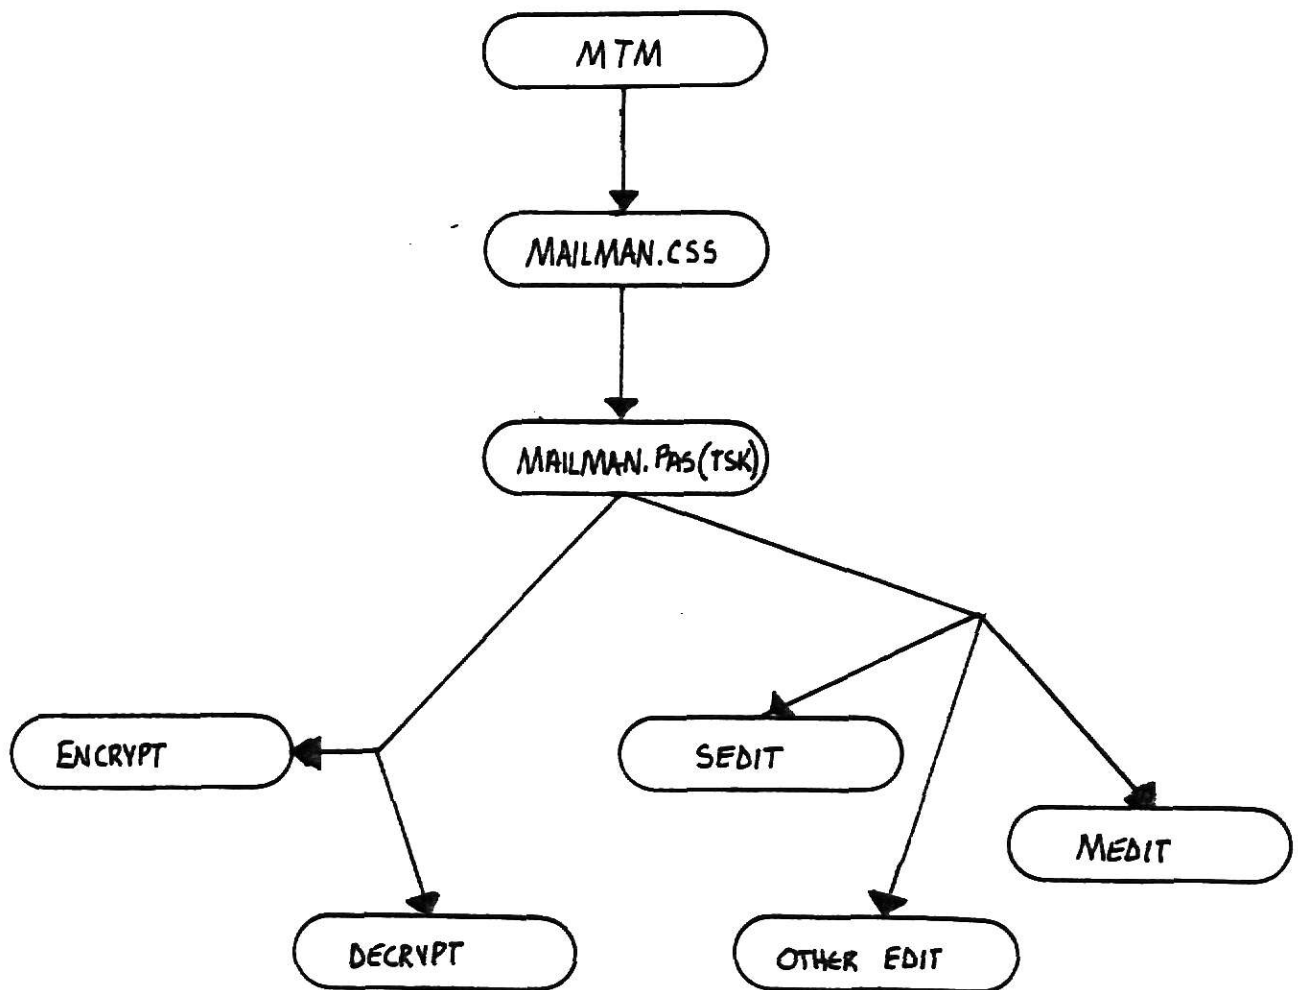 MTM
MAILMAN.CSS
MAILMAN.PAS(TSK)
ENCRYPT
SEDIT
MEDIT
DECRYPT
OTHER EDIT